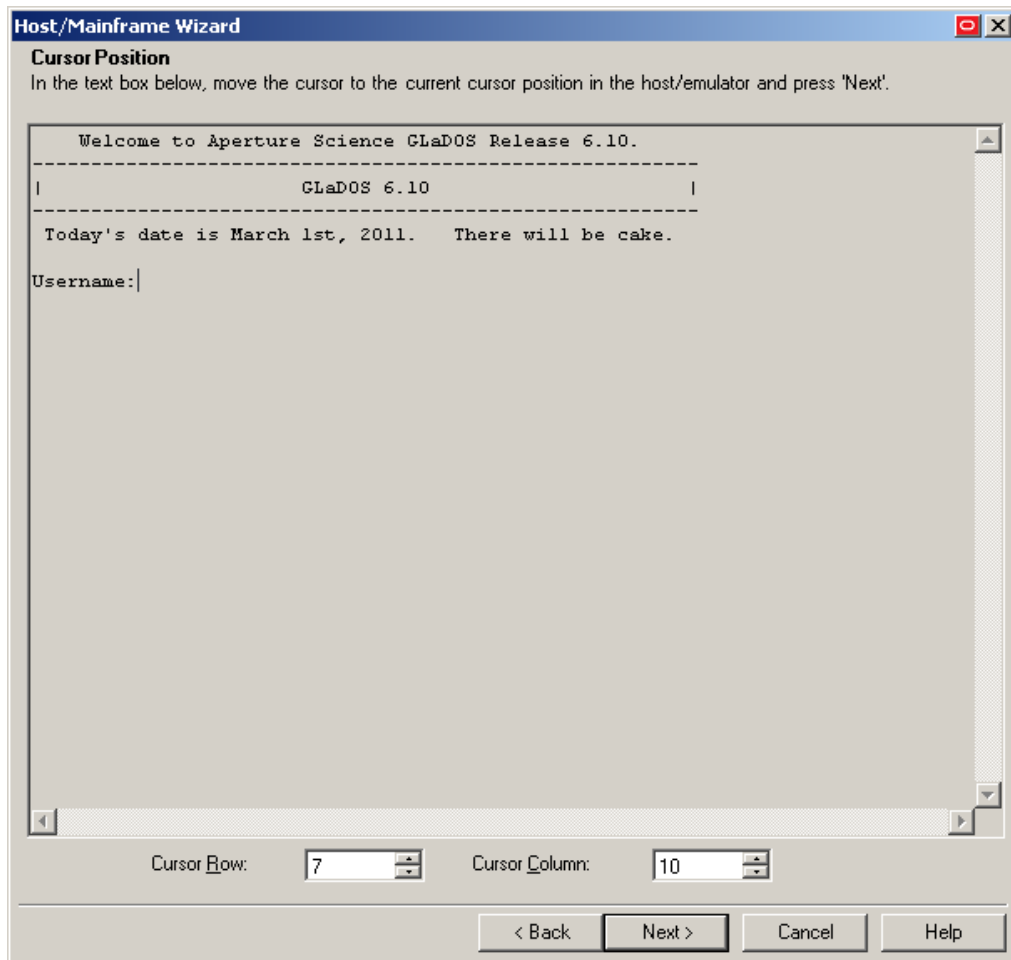 Host/Mainframe Wizard
Cursor Position
In the text box below, move the cursor to the current cursor position in the host/emulator and press 'Next'.
Welcome to Aperture Science GLaDOS Release 6.10.
-------------------------------------------------------
| GLaDOS 6.10 |
-------------------------------------------------------
Today's date is March 1st, 2011. There will be cake.
Username:
Cursor Row: 7 Cursor Column: 10
< Back Next > Cancel Help